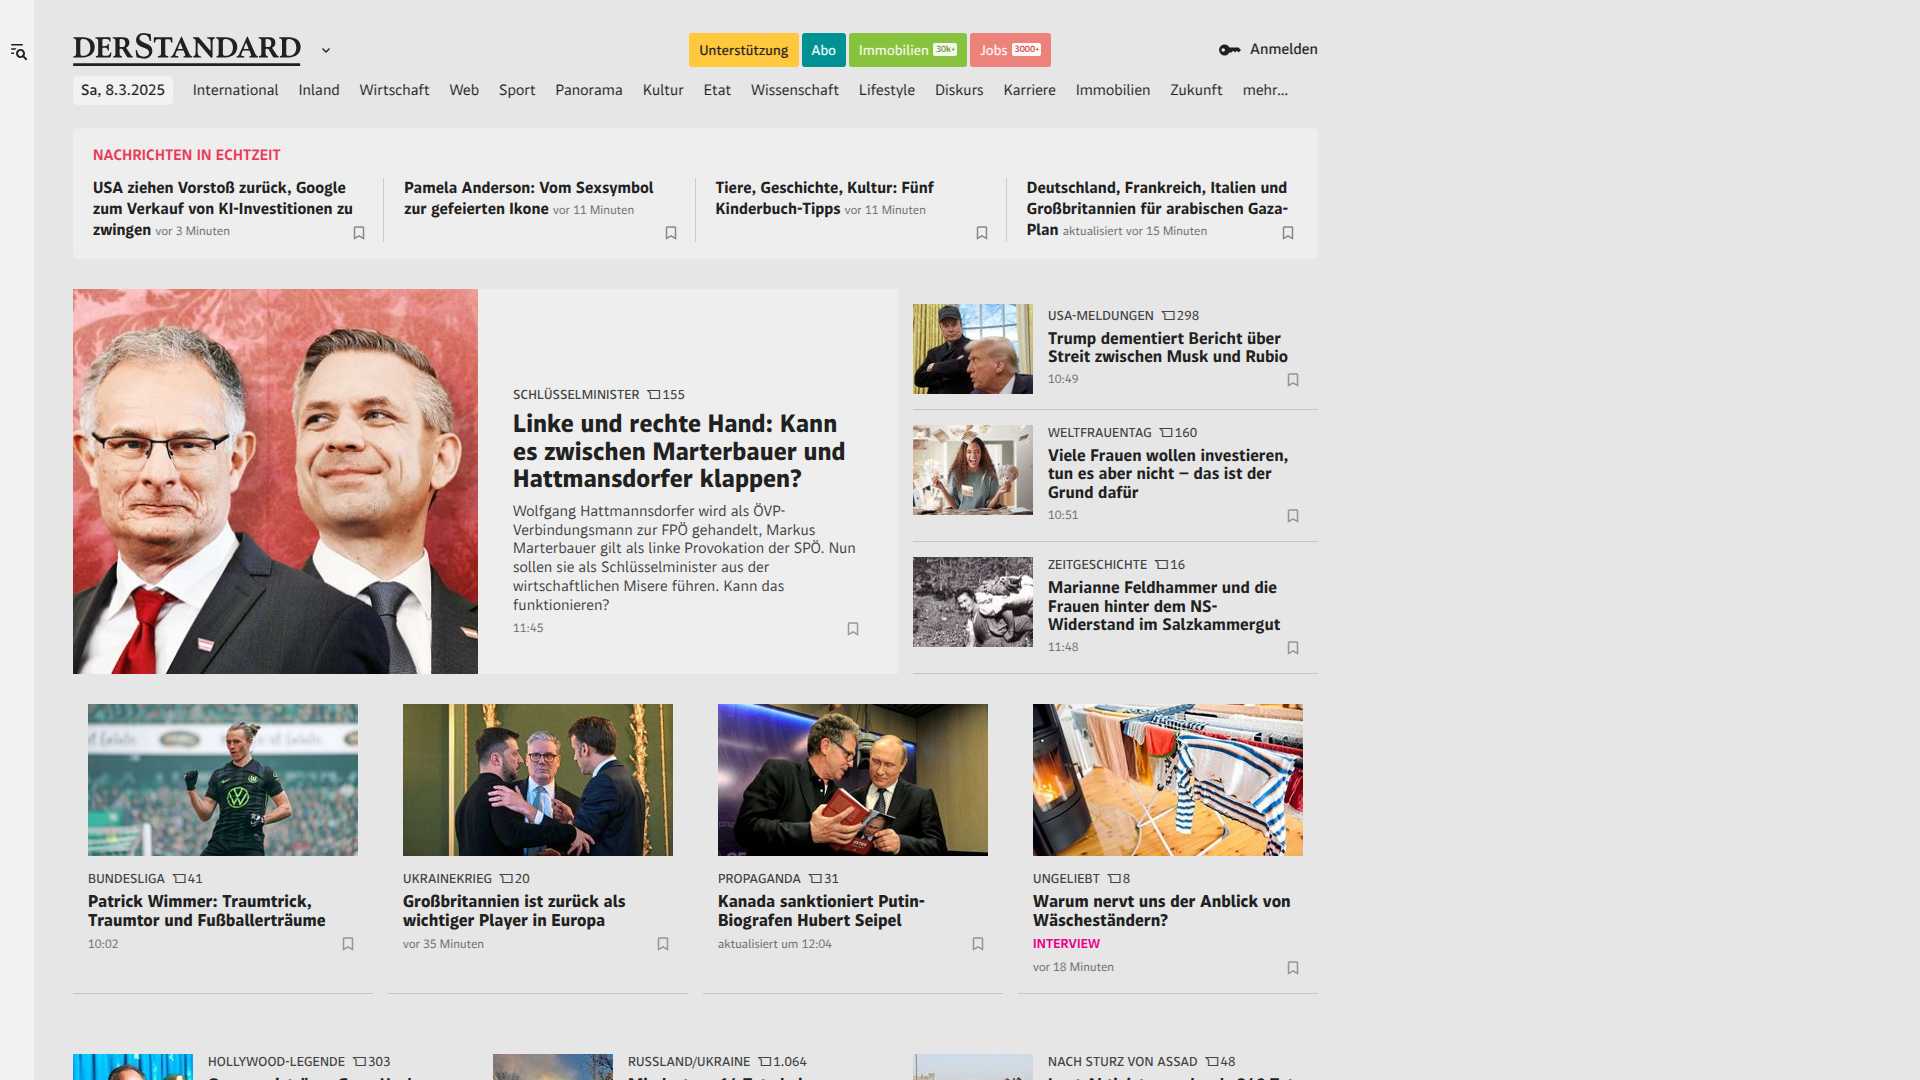 DERSTANDARD
Unterstützung
Abo
Immobilien 30k+
Jobs 3000+
Anmelden
Sa, 8.3.2025
International
Inland
Wirtschaft
Web
Sport
Panorama
Kultur
Etat
Wissenschaft
Lifestyle
Diskurs
Karriere
Immobilien
Zukunft
mehr...
NACHRICHTEN IN ECHTZEIT
USA ziehen Vorstoß zurück, Google
zum Verkauf von KI-Investitionen zu
zwingen vor 3 Minuten
Pamela Anderson: Vom Sexsymbol
zur gefeierten Ikone vor 11 Minuten
Tiere, Geschichte, Kultur: Fünf
Kinderbuch-Tipps vor 11 Minuten
Deutschland, Frankreich, Italien und
Großbritannien für arabischen Gaza-
Plan aktualisiert vor 15 Minuten
SCHLÜSSELMINISTER 155
Linke und rechte Hand: Kann
es zwischen Marterbauer und
Hattmansdorfer klappen?
Wolfgang Hattmannsdorfer wird als ÖVP-
Verbindungsmann zur FPÖ gehandelt, Markus
Marterbauer gilt als linke Provokation der SPÖ. Nun
sollen sie als Schlüsselminister aus der
wirtschaftlichen Misere führen. Kann das
funktionieren?
11:45
USA-MELDUNGEN 298
Trump dementiert Bericht über
Streit zwischen Musk und Rubio
10:49
WELTFRAUENTAG 160
Viele Frauen wollen investieren,
tun es aber nicht – das ist der
Grund dafür
10:51
ZEITGESCHICHTE 16
Marianne Feldhammer und die
Frauen hinter dem NS-
Widerstand im Salzkammergut
11:48
BUNDESLIGA 41
Patrick Wimmer: Traumtrick,
Traumtor und Fußballerträume
10:02
UKRAINEKRIEG 20
Großbritannien ist zurück als
wichtiger Player in Europa
vor 35 Minuten
PROPAGANDA 31
Kanada sanktioniert Putin-
Biografen Hubert Seipel
aktualisiert um 12:04
UNGELIEBT 8
Warum nervt uns der Anblick von
Wäscheständern?
INTERVIEW
vor 18 Minuten
HOLLYWOOD-LEGENDE 303
RUSSLAND/UKRAINE 1.064
NACH STURZ VON ASSAD 48